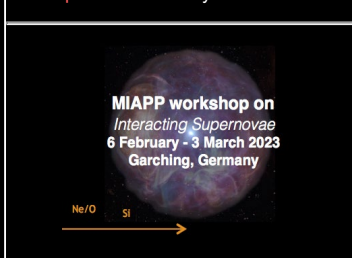 MIAPP workshop on
Interacting Supernovae
6 February - 3 March 2023
Garching, Germany
Ne/O
Si